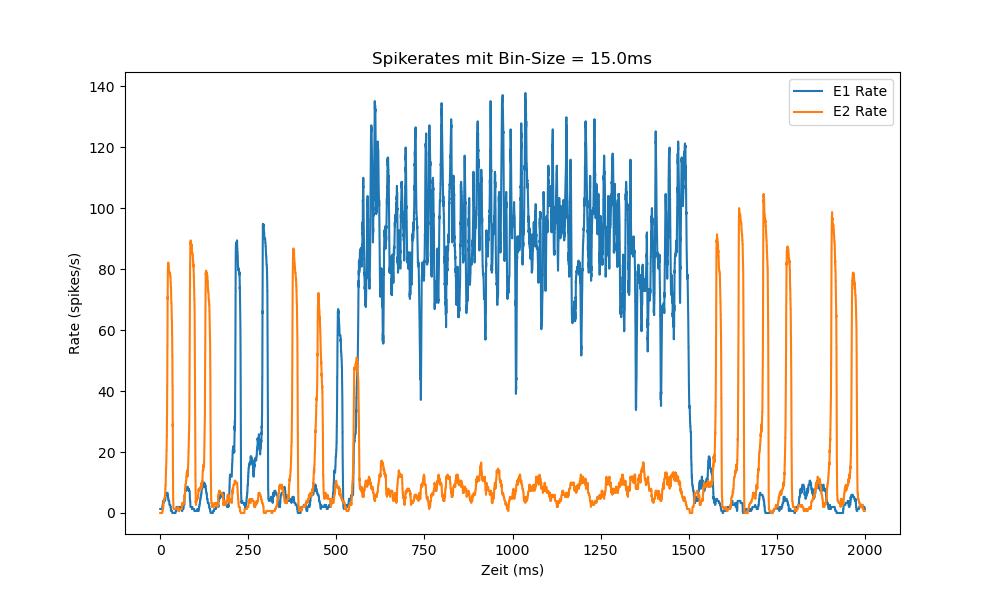 Spikerates mit Bin-Size = 15.0ms
E1 Rate
E2 Rate
140
120
100
80
60
40
20
0
Rate (spikes/s)
0 250 500 750 1000 1250 1500 1750 2000
Zeit (ms)